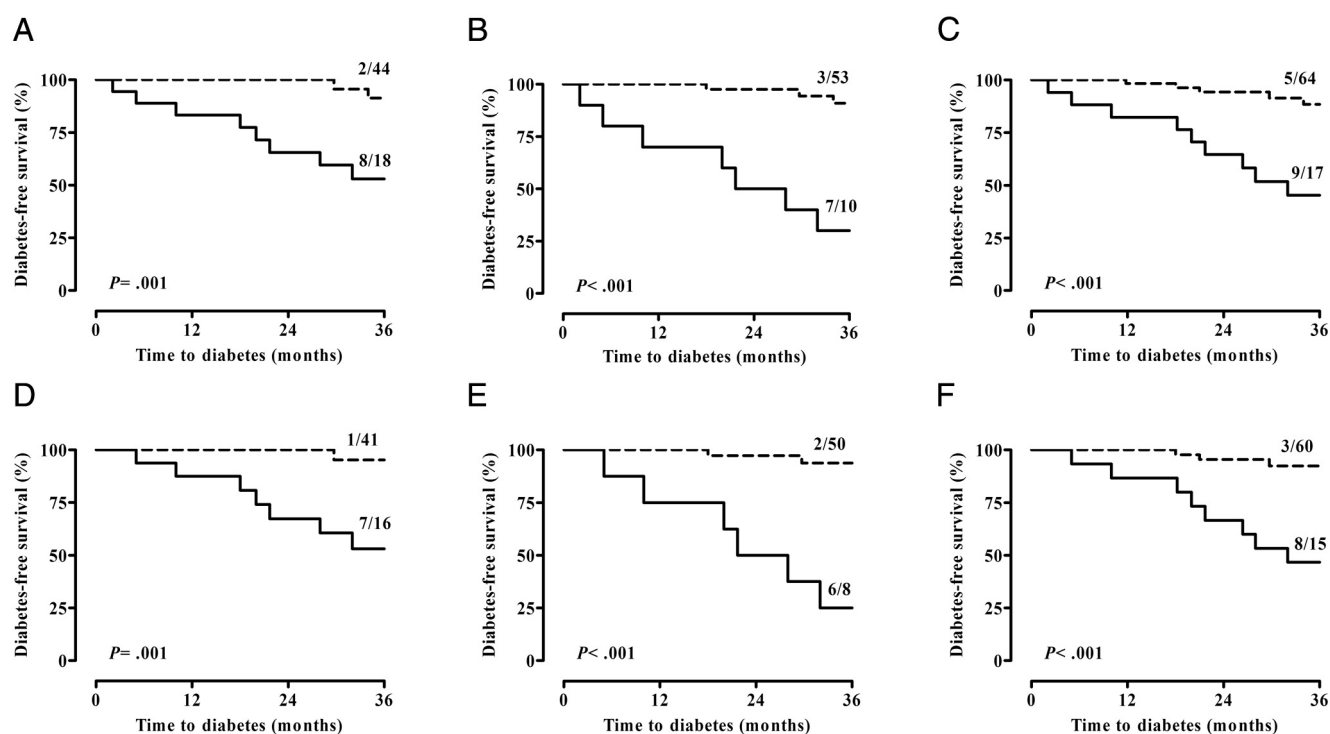 A
Diabetes-free survival (%)
100
75
50
25
0
2/44
8/18
P= .001
0 12 24 36
Time to diabetes (months)
B
Diabetes-free survival (%)
100
75
50
25
0
3/53
7/10
P< .001
0 12 24 36
Time to diabetes (months)
C
Diabetes-free survival (%)
100
75
50
25
0
5/64
9/17
P< .001
0 12 24 36
Time to diabetes (months)
D
Diabetes-free survival (%)
100
75
50
25
0
1/41
7/16
P= .001
0 12 24 36
Time to diabetes (months)
E
Diabetes-free survival (%)
100
75
50
25
0
2/50
6/8
P< .001
0 12 24 36
Time to diabetes (months)
F
Diabetes-free survival (%)
100
75
50
25
0
3/60
8/15
P< .001
0 12 24 36
Time to diabetes (months)